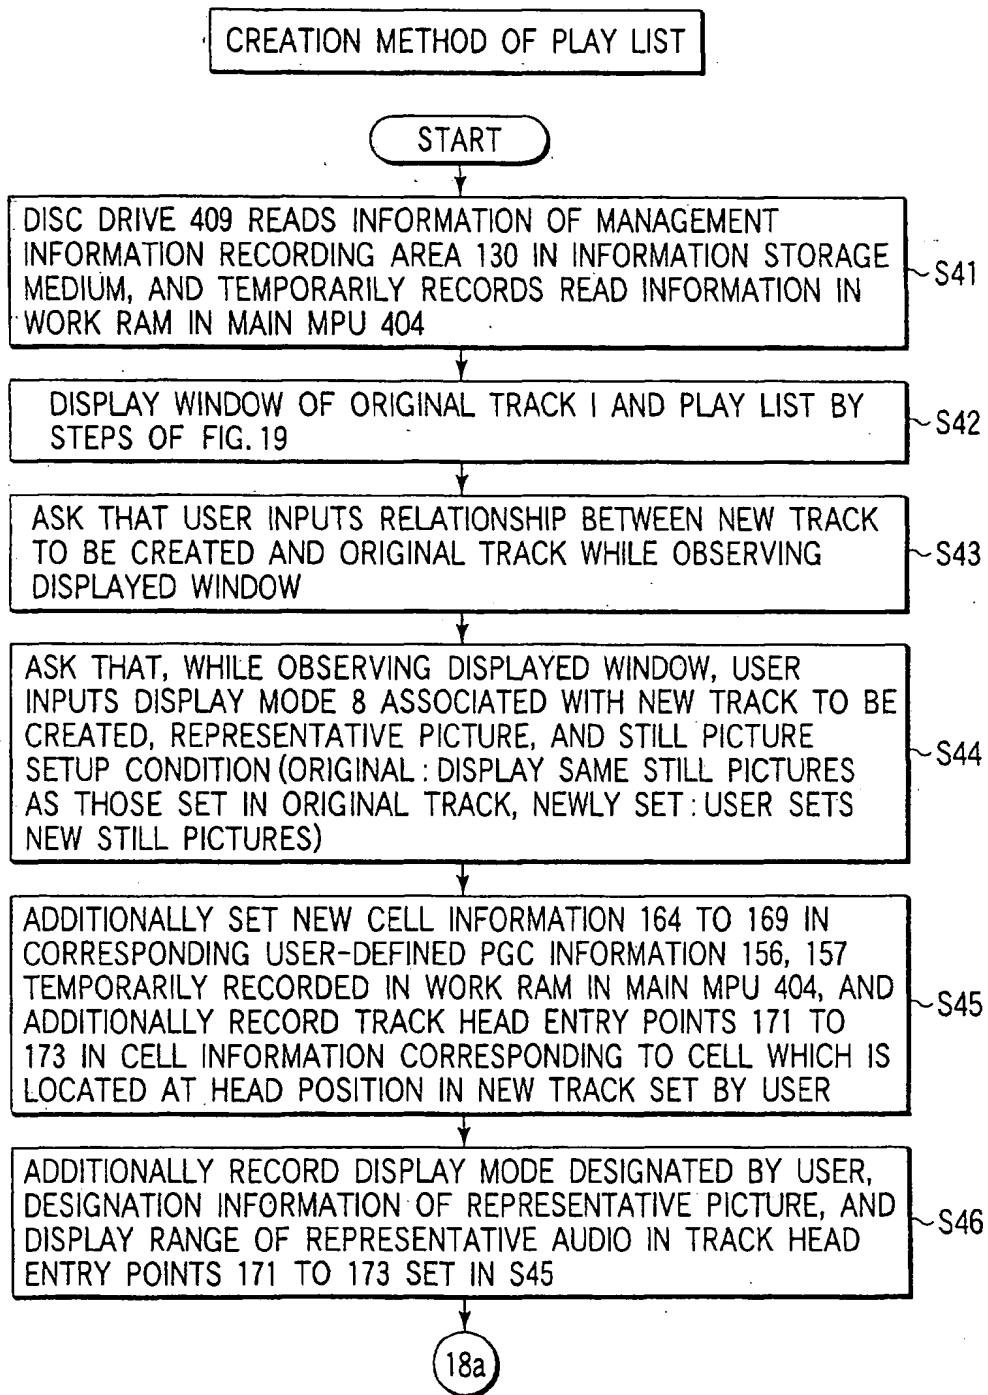 CREATION METHOD OF PLAY LIST
START
DISC DRIVE 409 READS INFORMATION OF MANAGEMENT
INFORMATION RECORDING AREA 130 IN INFORMATION STORAGE
MEDIUM, AND TEMPORARILY RECORDS READ INFORMATION IN
WORK RAM IN MAIN MPU 404
S41
DISPLAY WINDOW OF ORIGINAL TRACK I AND PLAY LIST BY
STEPS OF FIG. 19
S42
ASK THAT USER INPUTS RELATIONSHIP BETWEEN NEW TRACK
TO BE CREATED AND ORIGINAL TRACK WHILE OBSERVING
DISPLAYED WINDOW
S43
ASK THAT, WHILE OBSERVING DISPLAYED WINDOW, USER
INPUTS DISPLAY MODE 8 ASSOCIATED WITH NEW TRACK TO BE
CREATED, REPRESENTATIVE PICTURE, AND STILL PICTURE
SETUP CONDITION (ORIGINAL : DISPLAY SAME STILL PICTURES
AS THOSE SET IN ORIGINAL TRACK, NEWLY SET : USER SETS
NEW STILL PICTURES)
S44
ADDITIONALLY SET NEW CELL INFORMATION 164 TO 169 IN
CORRESPONDING USER-DEFINED PGC INFORMATION 156, 157
TEMPORARILY RECORDED IN WORK RAM IN MAIN MPU 404, AND
ADDITIONALLY RECORD TRACK HEAD ENTRY POINTS 171 TO
173 IN CELL INFORMATION CORRESPONDING TO CELL WHICH IS
LOCATED AT HEAD POSITION IN NEW TRACK SET BY USER
S45
ADDITIONALLY RECORD DISPLAY MODE DESIGNATED BY USER,
DESIGNATION INFORMATION OF REPRESENTATIVE PICTURE, AND
DISPLAY RANGE OF REPRESENTATIVE AUDIO IN TRACK HEAD
ENTRY POINTS 171 TO 173 SET IN S45
S46
18a